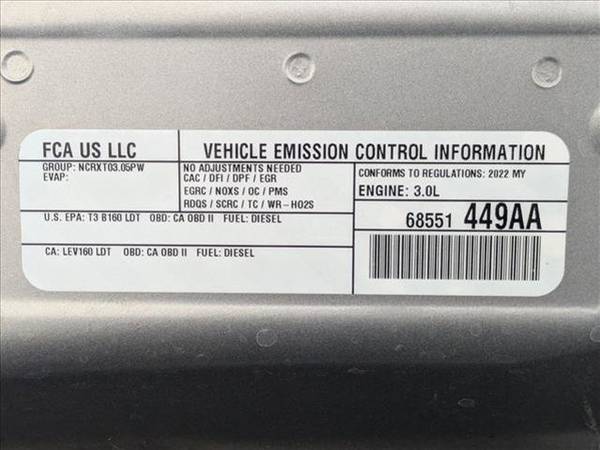 FCA US LLC
VEHICLE EMISSION CONTROL INFORMATION
GROUP: NCRXT03.05PW
EVAP:
NO ADJUSTMENTS NEEDED
CAC / DFI / DPF / EGR
EGRC / NOXS / OC / PMS
RDQS / SCRC / TC / WR-HO2S
CONFORMS TO REGULATIONS: 2022 MY
ENGINE: 3.0L
U.S. EPA: T3 B160 LDT OBD: CA OBD II FUEL: DIESEL
CA: LEV160 LDT OBD: CA OBD II FUEL: DIESEL
68551 449AA